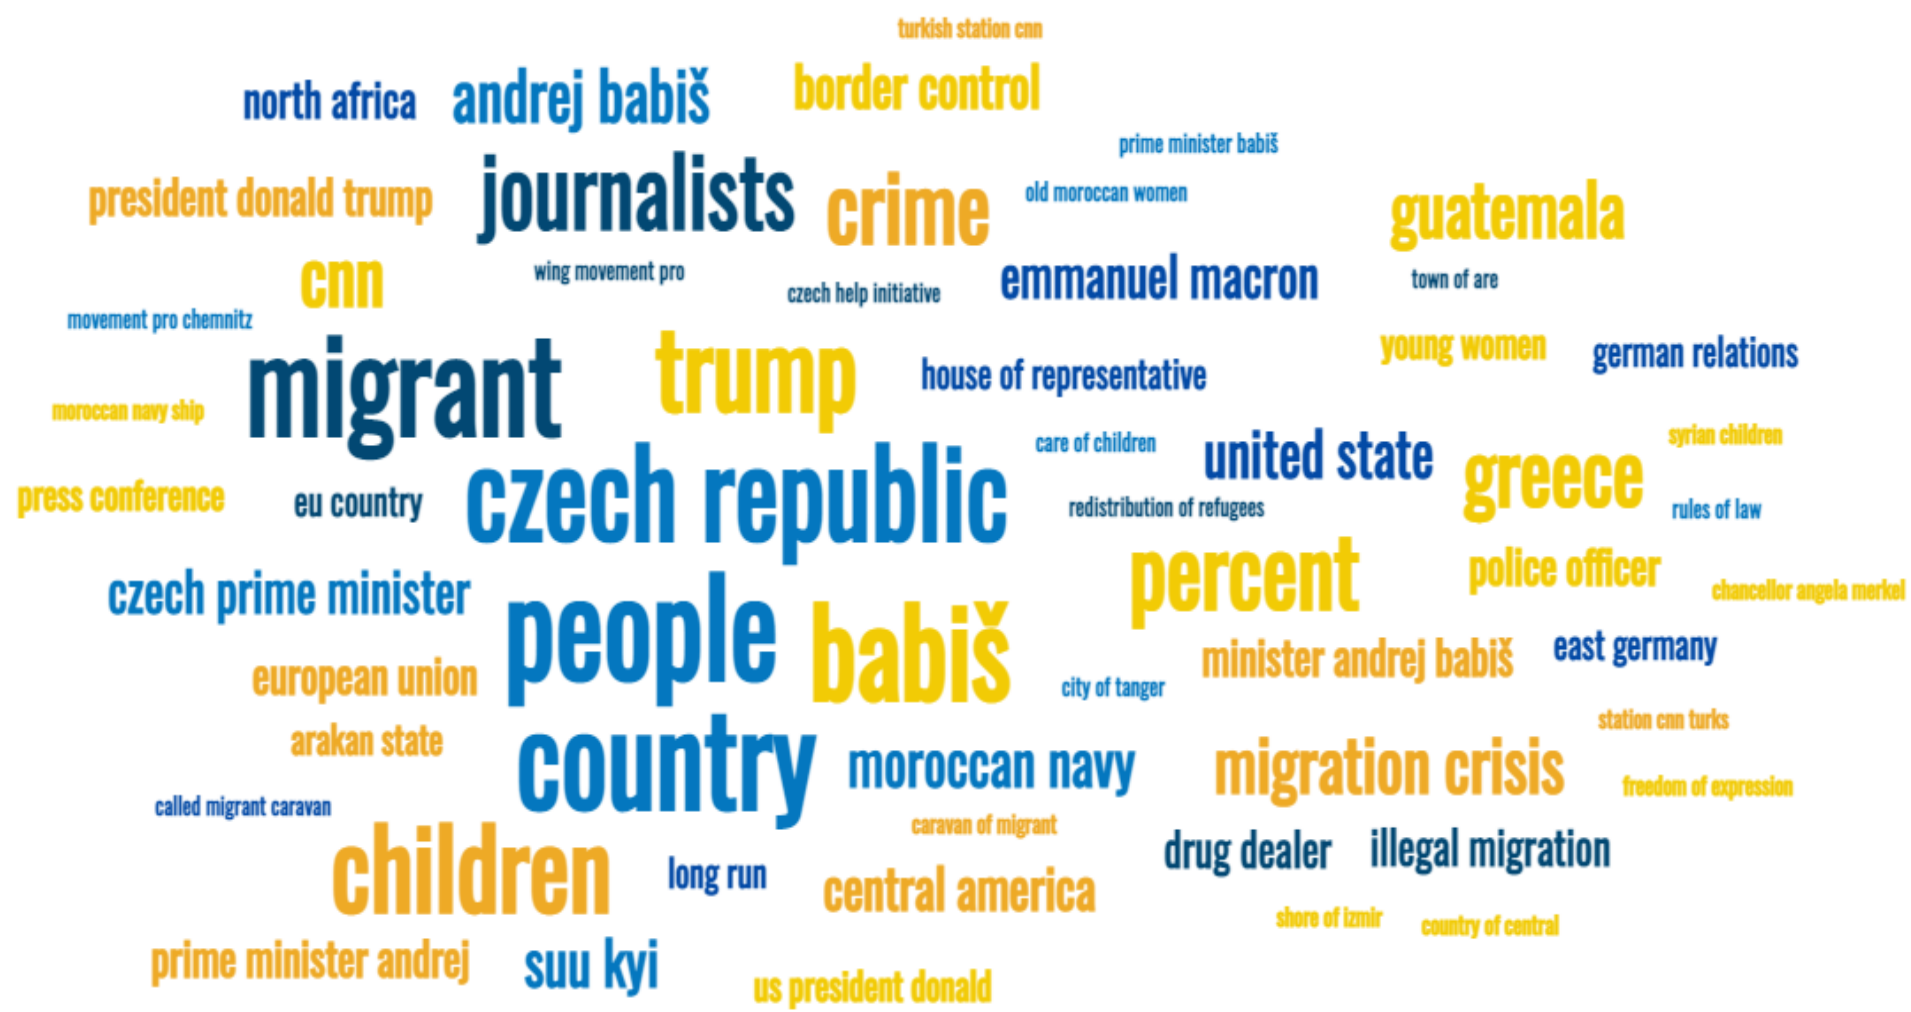 turkish station cnn
north africa
andrej babiš
border control
prime minister babiš
president donald trump
journalists
crime
old moroccan women
guatemala
cnn
wing movement pro
czech help initiative
emmanuel macron
town of are
movement pro chemnitz
migrant
trump
house of representative
young women
german relations
moroccan navy ship
care of children
united state
greece
syrian children
press conference
eu country
czech republic
redistribution of refugees
rules of law
czech prime minister
people
babiš
percent
police officer
chancellor angela merkel
european union
city of tanger
minister andrej babiš
east germany
arakan state
country
moroccan navy
migration crisis
station cnn turks
freedom of expression
called migrant caravan
caravan of migrant
children
long run
central america
drug dealer
illegal migration
shore of izmir
country of central
prime minister andrej
suu kyi
us president donald